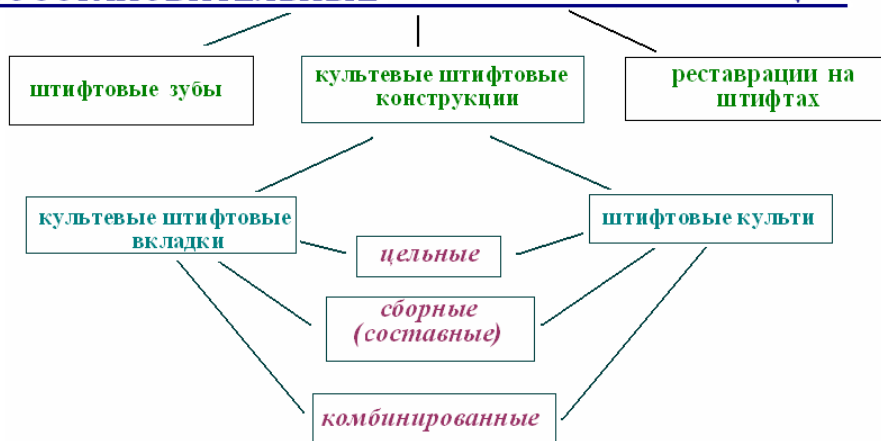 штифтовые зубы
культевые штифтовые
конструкции
реставрации на
штифтах
культевые штифтовые
вкладки
штифтовые культи
цельные
сборные
(составные)
комбинированные